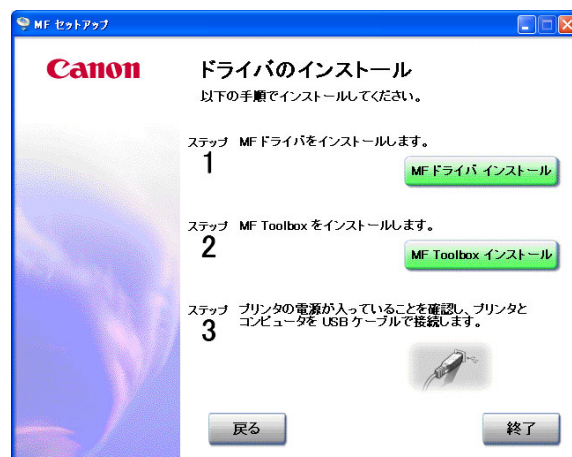 MF セットアップ
Canon
ドライバのインストール
以下の手順でインストールしてください。
ステップ MFドライバをインストールします。
1
MFドライバ インストール
ステップ MF Toolbox をインストールします。
2
MF Toolbox インストール
ステップ プリンタの電源が入っていることを確認し、プリンタと
コンピュータを USB ケーブルで接続します。
3
戻る
終了